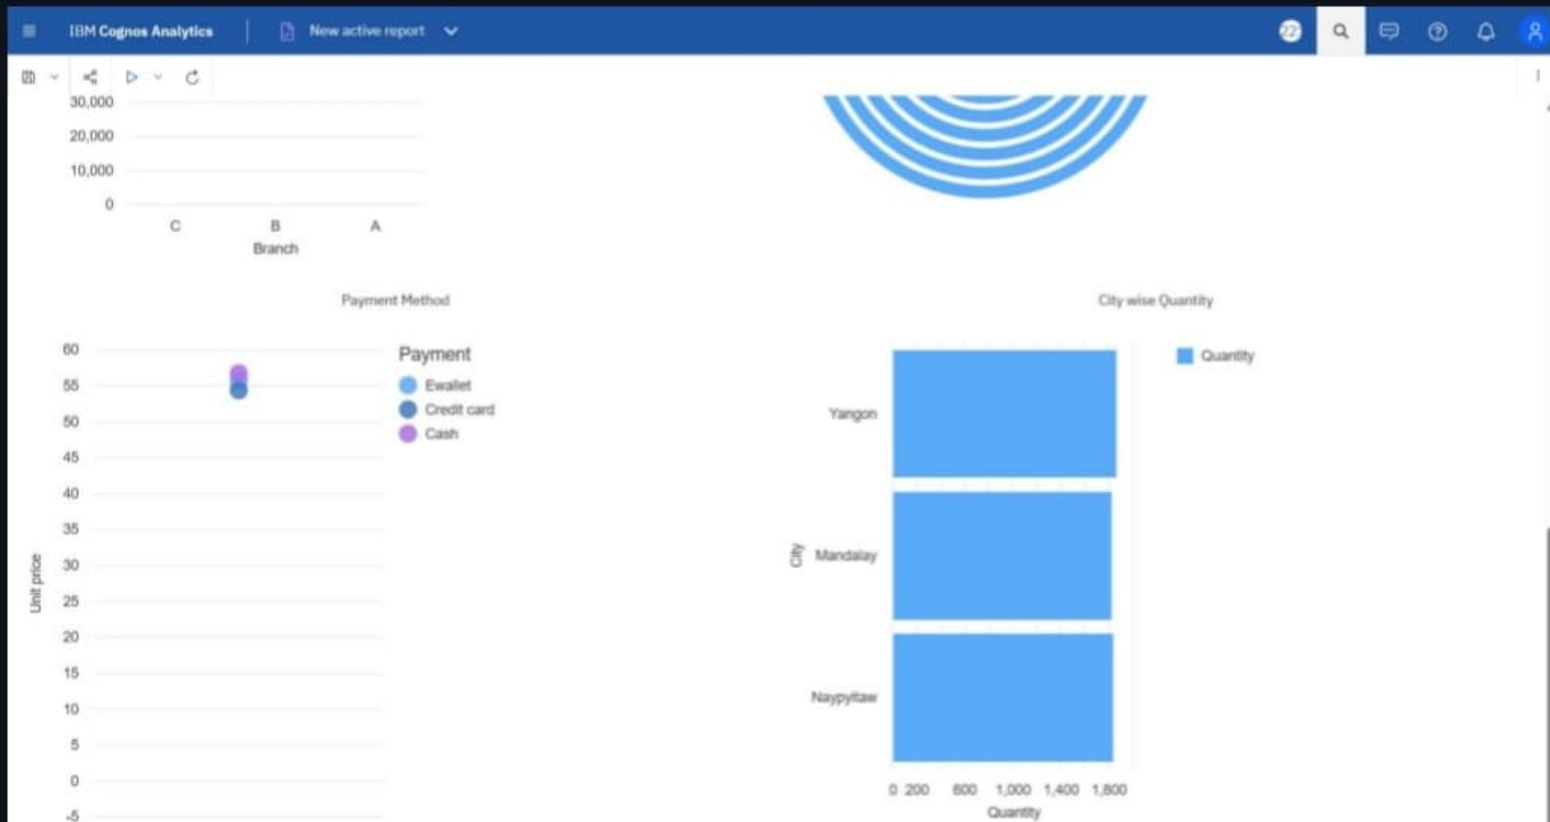 IBM Cognos Analytics
New active report
30,000
20,000
10,000
0
C B A
Branch
Payment Method
60
55
50
45
40
35
30
25
20
15
10
5
0
-5
Unit price
Payment
Ewallet
Credit card
Cash
City wise Quantity
Quantity
Yangon
Mandalay
Naypyitaw
City
0 200 600 1,000 1,400 1,800
Quantity